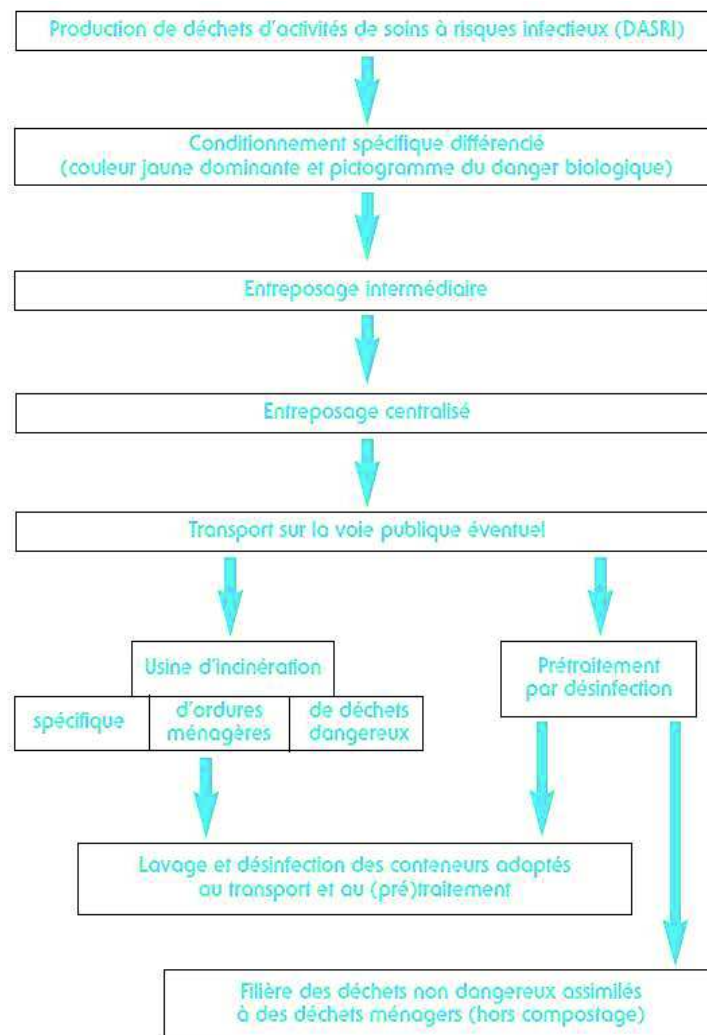 Production de déchets d'activités de soins à risques infectieux (DASRI)
Conditionnement spécifique différencié
(couleur jaune dominante et pictogramme du danger biologique)
Entreposage intermédiaire
Entreposage centralisé
Transport sur la voie publique éventuel
Usine d'incinération
spécifique
d'ordures
ménagères
de déchets
dangereux
Prétraitement
par désinfection
Lavage et désinfection des conteneurs adaptés
au transport et au (pré)traitement
Filière des déchets non dangereux assimilés
à des déchets ménagers (hors compostage)